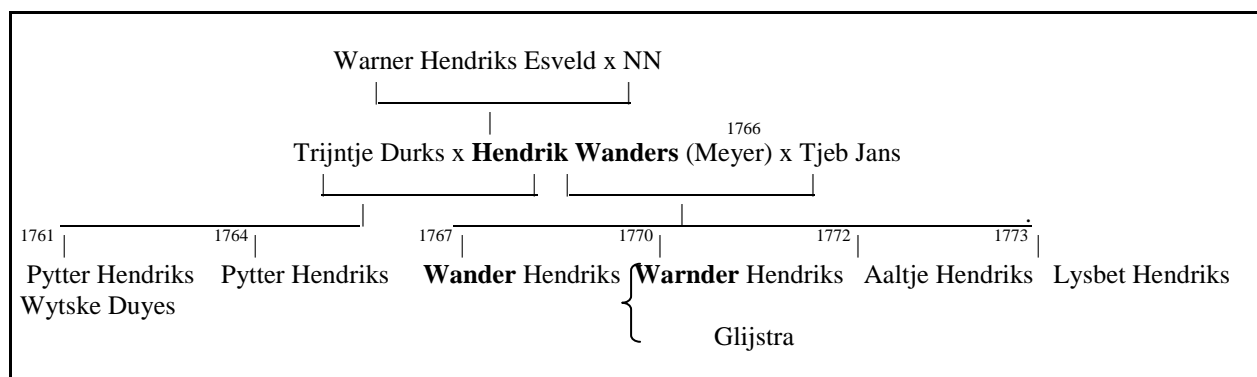 Warner Hendriks Esveld x NN
1766
Trijntje Durks x Hendrik Wanders (Meyer) x Tjeb Jans
1761 1764 1767 1770 1772 1773
Pytter Hendriks Pytter Hendriks Wander Hendriks Warnder Hendriks Aaltje Hendriks Lysbet Hendriks
Wytske Duyes
Glijstra